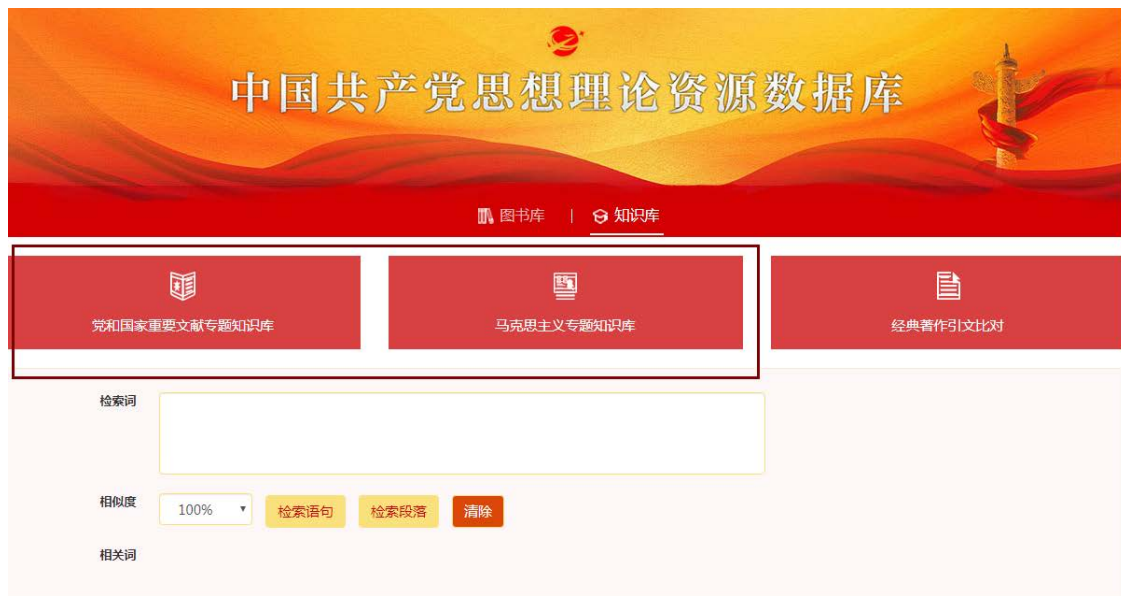 中国共产党思想理论资源数据库
图书库 | 知识库
党和国家重要文献专题知识库
马克思主义专题知识库
经典著作引文比对
检索词
相似度 100% 检索语句 检索段落 清除
相关词